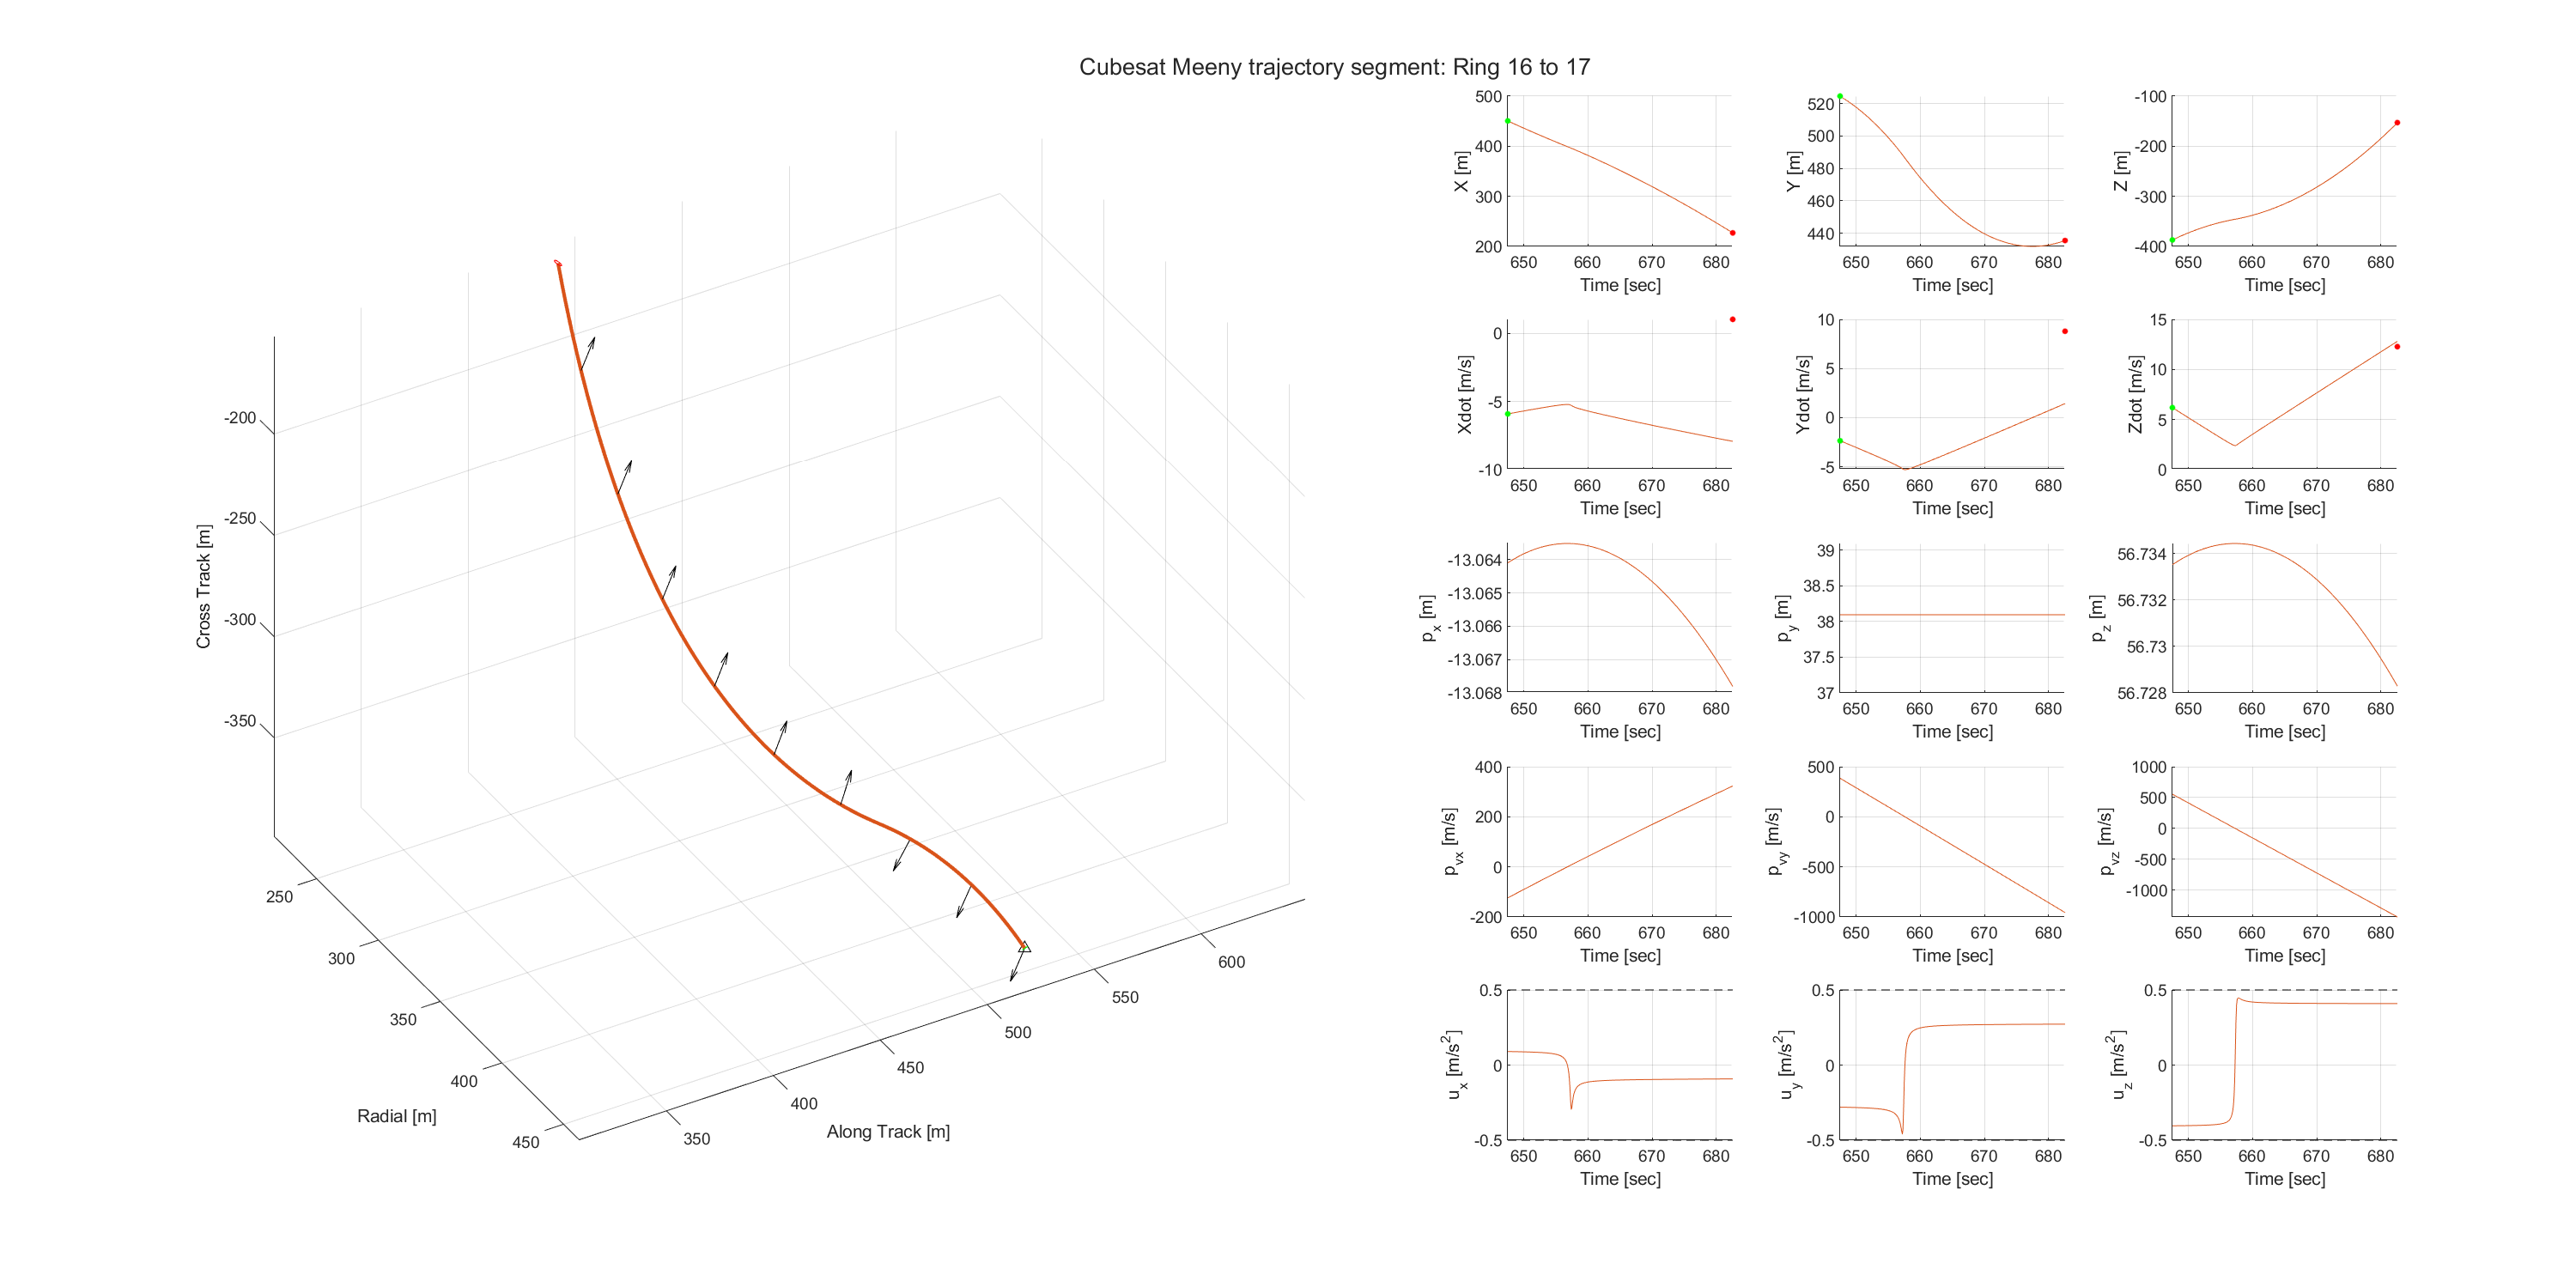 Cubesat Meeny trajectory segment: Ring 16 to 17
-200
-250
-300
-350
Cross Track [m]
250
300
350
400
450
Radial [m]
350
400
450
500
550
600
Along Track [m]
500
400
300
200
X [m]
650 660 670 680
Time [sec]
520
500
480
460
440
Y [m]
650 660 670 680
Time [sec]
-100
-200
-300
-400
Z [m]
650 660 670 680
Time [sec]
0
-5
-10
Xdot [m/s]
650 660 670 680
Time [sec]
10
5
0
-5
Ydot [m/s]
650 660 670 680
Time [sec]
15
10
5
0
Zdot [m/s]
650 660 670 680
Time [sec]
-13.064
-13.065
-13.066
-13.067
-13.068
p_x [m]
650 660 670 680
Time [sec]
39
38.5
38
37.5
37
p_y [m]
650 660 670 680
Time [sec]
56.734
56.732
56.73
56.728
p_z [m]
650 660 670 680
Time [sec]
400
200
0
-200
p_vx [m/s]
650 660 670 680
Time [sec]
500
0
-500
-1000
p_vy [m/s]
650 660 670 680
Time [sec]
1000
500
0
-500
-1000
p_vz [m/s]
650 660 670 680
Time [sec]
0.5
0
-0.5
u_x [m/s²]
650 660 670 680
Time [sec]
0.5
0
-0.5
u_y [m/s²]
650 660 670 680
Time [sec]
0.5
0
-0.5
u_z [m/s²]
650 660 670 680
Time [sec]